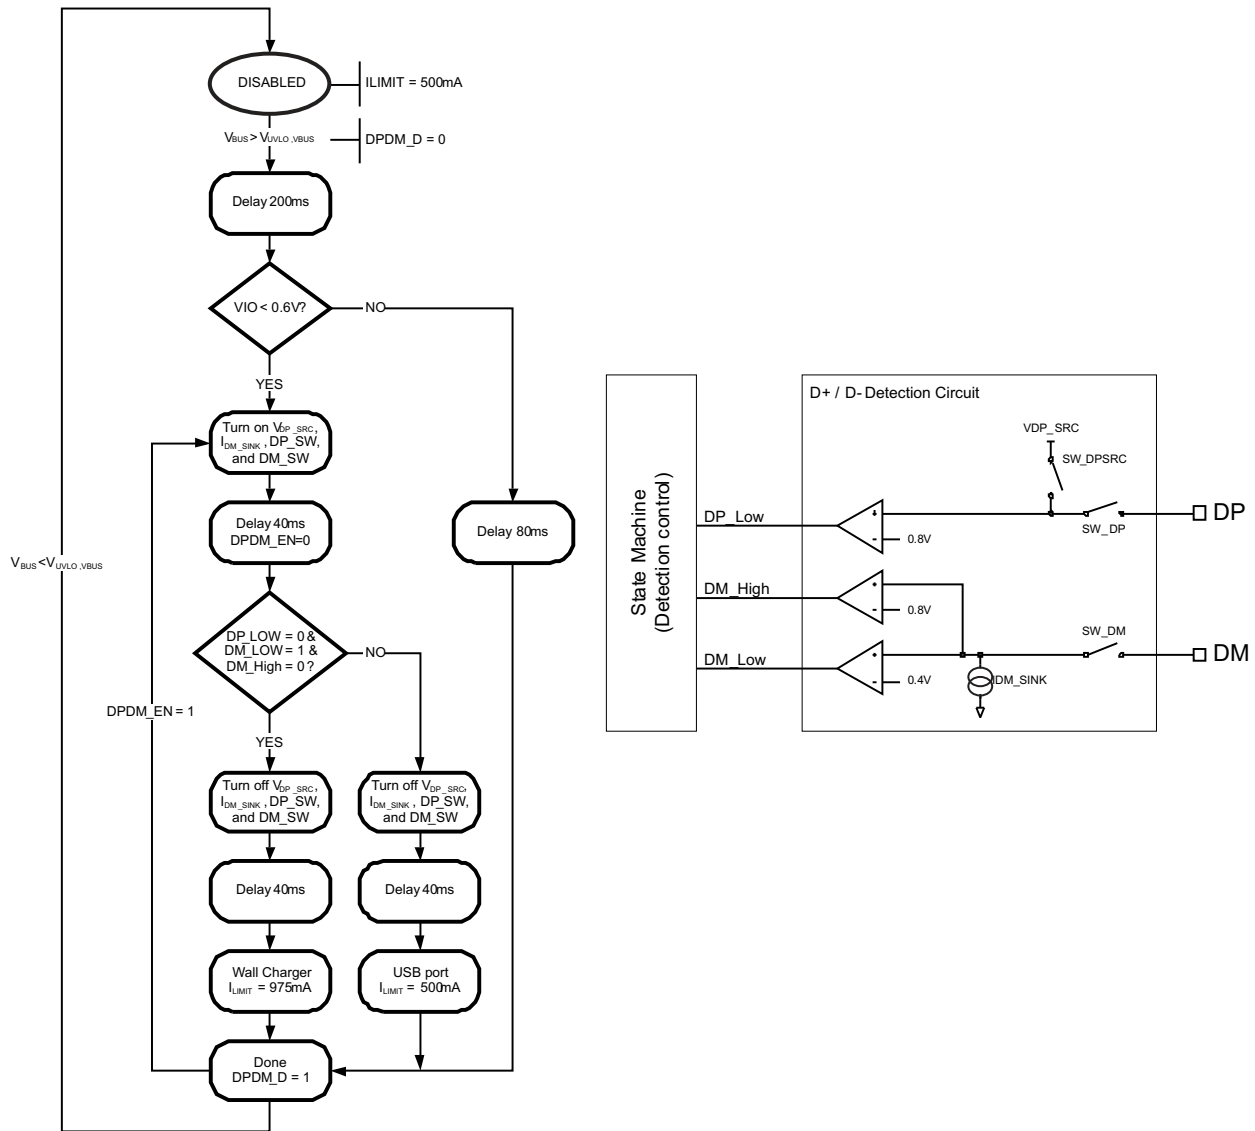 DISABLED
ILIMIT = 500mA
VBUS > VUVLO,VBUS
DPDM_D = 0
Delay 200ms
VIO < 0.6V?
NO
YES
Turn on VDP_SRC,
IDM_SINK, DP_SW,
and DM_SW
Delay 40ms
DPDM_EN=0
Delay 80ms
VBUS<VUVLO,VBUS
DP_LOW = 0 &
DM_LOW = 1 &
DM_High = 0 ?
NO
DPDM_EN = 1
YES
Turn off VDP_SRC,
IDM_SINK, DP_SW,
and DM_SW
Turn off VDP_SRC,
IDM_SINK, DP_SW,
and DM_SW
Delay 40ms
Delay 40ms
Wall Charger
ILIMIT = 975mA
USB port
ILIMIT = 500mA
Done
DPDM_D = 1
State Machine
(Detection control)
D+ / D- Detection Circuit
VDP_SRC
SW_DPSRC
DP_Low
0.8V
SW_DP
DP
DM_High
0.8V
SW_DM
DM_Low
0.4V
IDM_SINK
DM